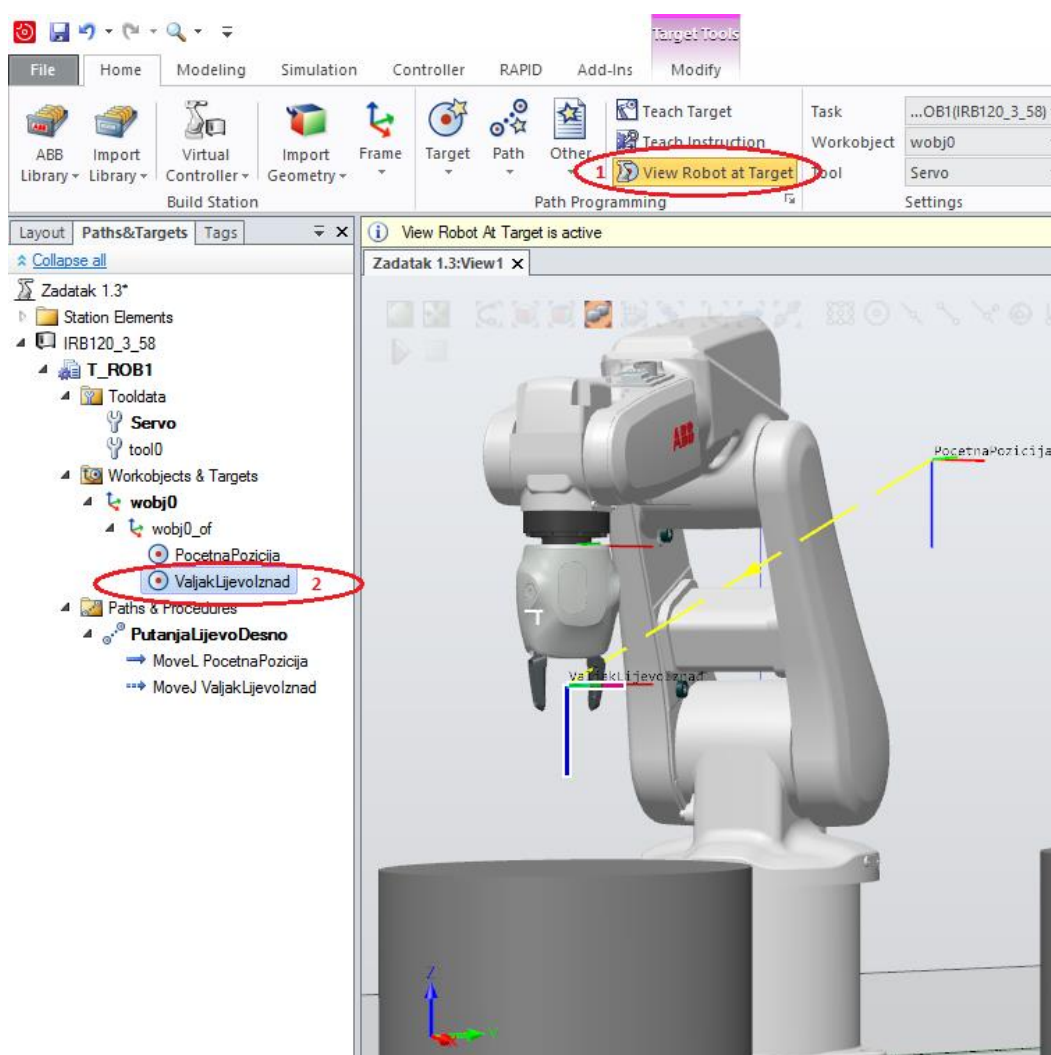 Target Tools
File Home Modeling Simulation Controller RAPID Add-Ins Modify
ABB Library
Import Library
Virtual Controller
Import Geometry
Build Station
Frame
Target
Path
Other
Teach Target
Teach Instruction
1 View Robot at Target
Path Programming
Task ...OB1(IRB120_3_58)
Workobject wobj0
Tool Servo
Settings
Layout Paths&Targets Tags
Collapse all
Zadatak 1.3*
Station Elements
IRB120_3_58
T_ROB1
Tooldata
Servo
tool0
Workobjects & Targets
wobj0
wobj0_of
PocetnaPozicija
ValjakLijevoIznad 2
Paths & Procedures
PutanjaLijevoDesno
MoveL PocetnaPozicija
MoveJ ValjakLijevoIznad
View Robot At Target is active
Zadatak 1.3:View1
ABB
PocetnaPozicija
ValjakLijevoIznad
Z
Y
X